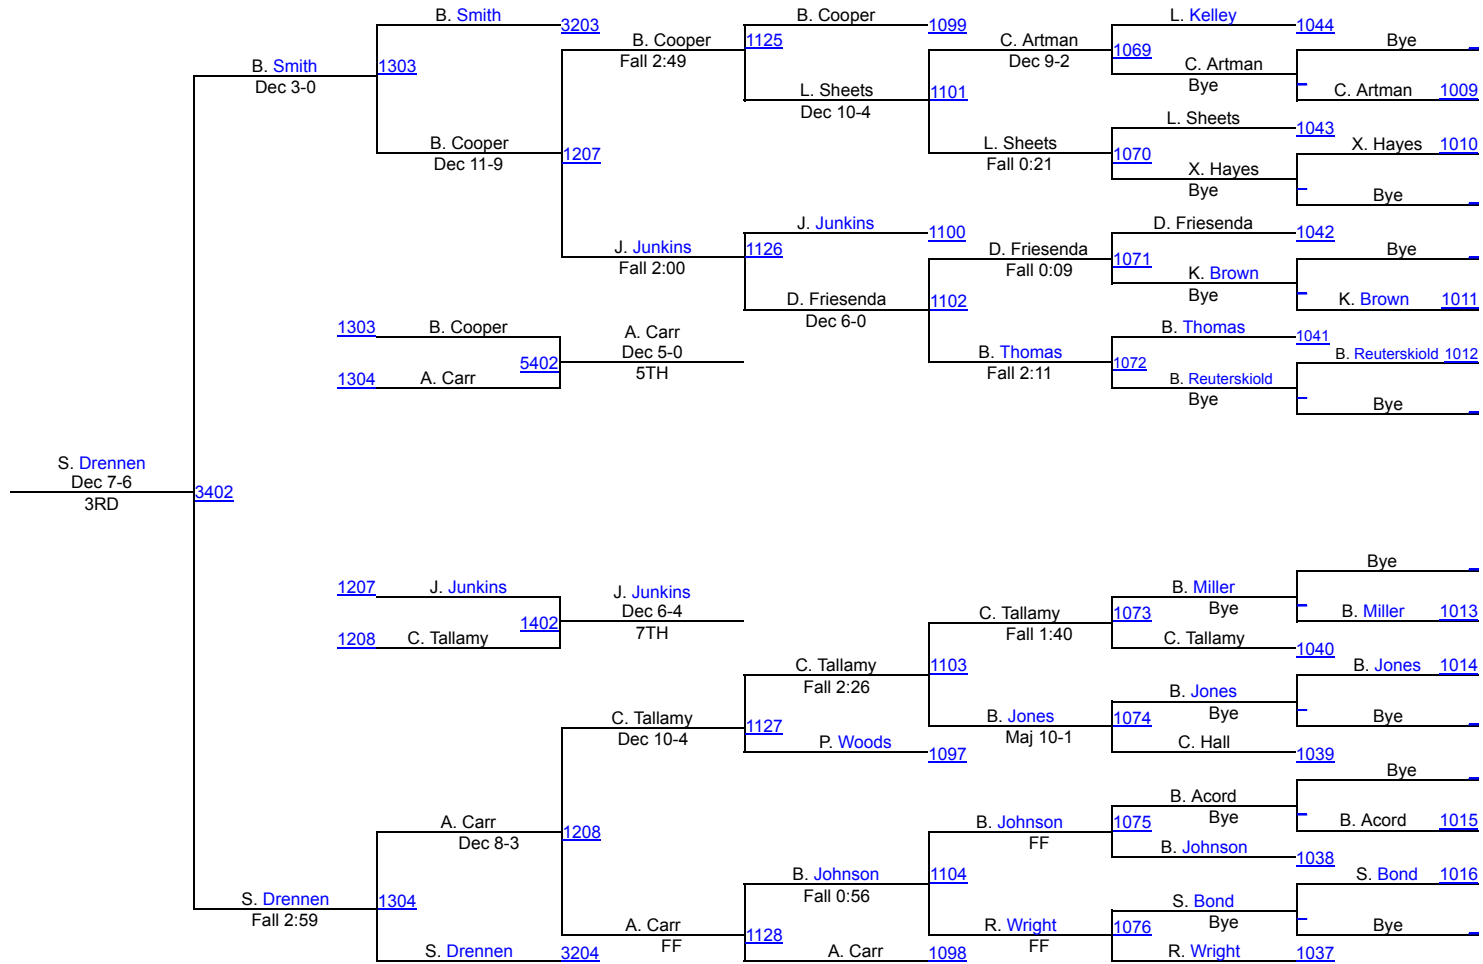 B. Smith
3203
B. Cooper
1099
L. Kelley
1044
B. Cooper
1125
Fall 2:49
C. Artman
1069
Dec 9-2
Bye
B. Smith
1303
Dec 3-0
C. Artman
Bye
L. Sheets
1101
Dec 10-4
C. Artman 1009
L. Sheets
1043
B. Cooper
1207
Dec 11-9
L. Sheets
1070
Fall 0:21
X. Hayes 1010
X. Hayes
Bye
Bye
J. Junkins
1100
D. Friesenda
1042
J. Junkins
1126
Fall 2:00
D. Friesenda
1071
Fall 0:09
Bye
K. Brown
Bye
D. Friesenda
1102
Dec 6-0
K. Brown 1011
1303 B. Cooper
A. Carr
Dec 5-0
5TH
B. Thomas
1041
5402
B. Thomas
1072
Fall 2:11
B. Reuterskiold 1012
1304 A. Carr
B. Reuterskiold
Bye
Bye
S. Drennen
Dec 7-6
3RD
3402
Bye
1207 J. Junkins
J. Junkins
Dec 6-4
7TH
B. Miller
Bye
1402
C. Tallamy
1073
Fall 1:40
B. Miller 1013
1208 C. Tallamy
C. Tallamy
1040
C. Tallamy
1103
Fall 2:26
B. Jones 1014
B. Jones
Bye
C. Tallamy
1127
Dec 10-4
B. Jones
1074
Maj 10-1
Bye
P. Woods
1097
C. Hall
1039
Bye
B. Acord
Bye
A. Carr
1208
Dec 8-3
B. Johnson
1075
FF
B. Acord 1015
B. Johnson
1038
B. Johnson
1104
Fall 0:56
S. Bond 1016
S. Drennen
1304
Fall 2:59
S. Bond
Bye
A. Carr
1128
FF
R. Wright
1076
FF
Bye
S. Drennen
3204
A. Carr
1098
R. Wright
1037